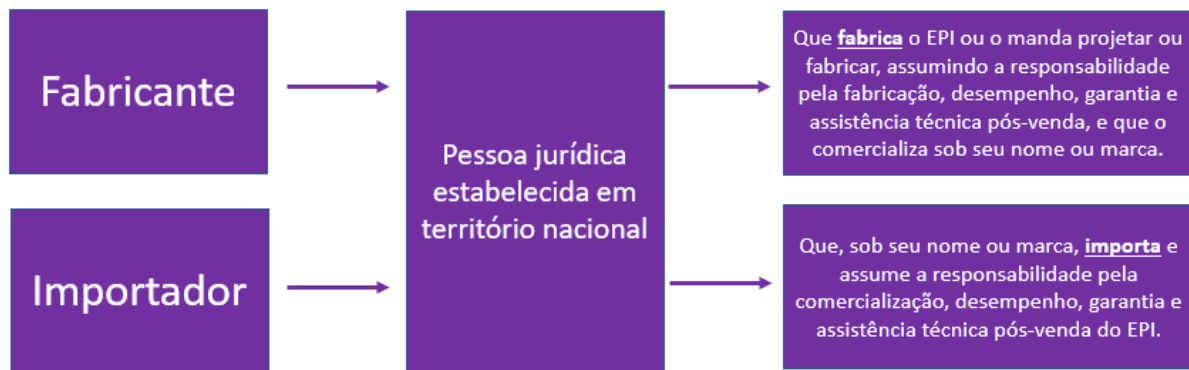 Fabricante
Importador
Pessoa jurídica
estabelecida em
território nacional
Que fabrica o EPI ou o manda projetar ou
fabricar, assumindo a responsabilidade
pela fabricação, desempenho, garantia e
assistência técnica pós-venda, e que o
comercializa sob seu nome ou marca.
Que, sob seu nome ou marca, importa e
assume a responsabilidade pela
comercialização, desempenho, garantia e
assistência técnica pós-venda do EPI.